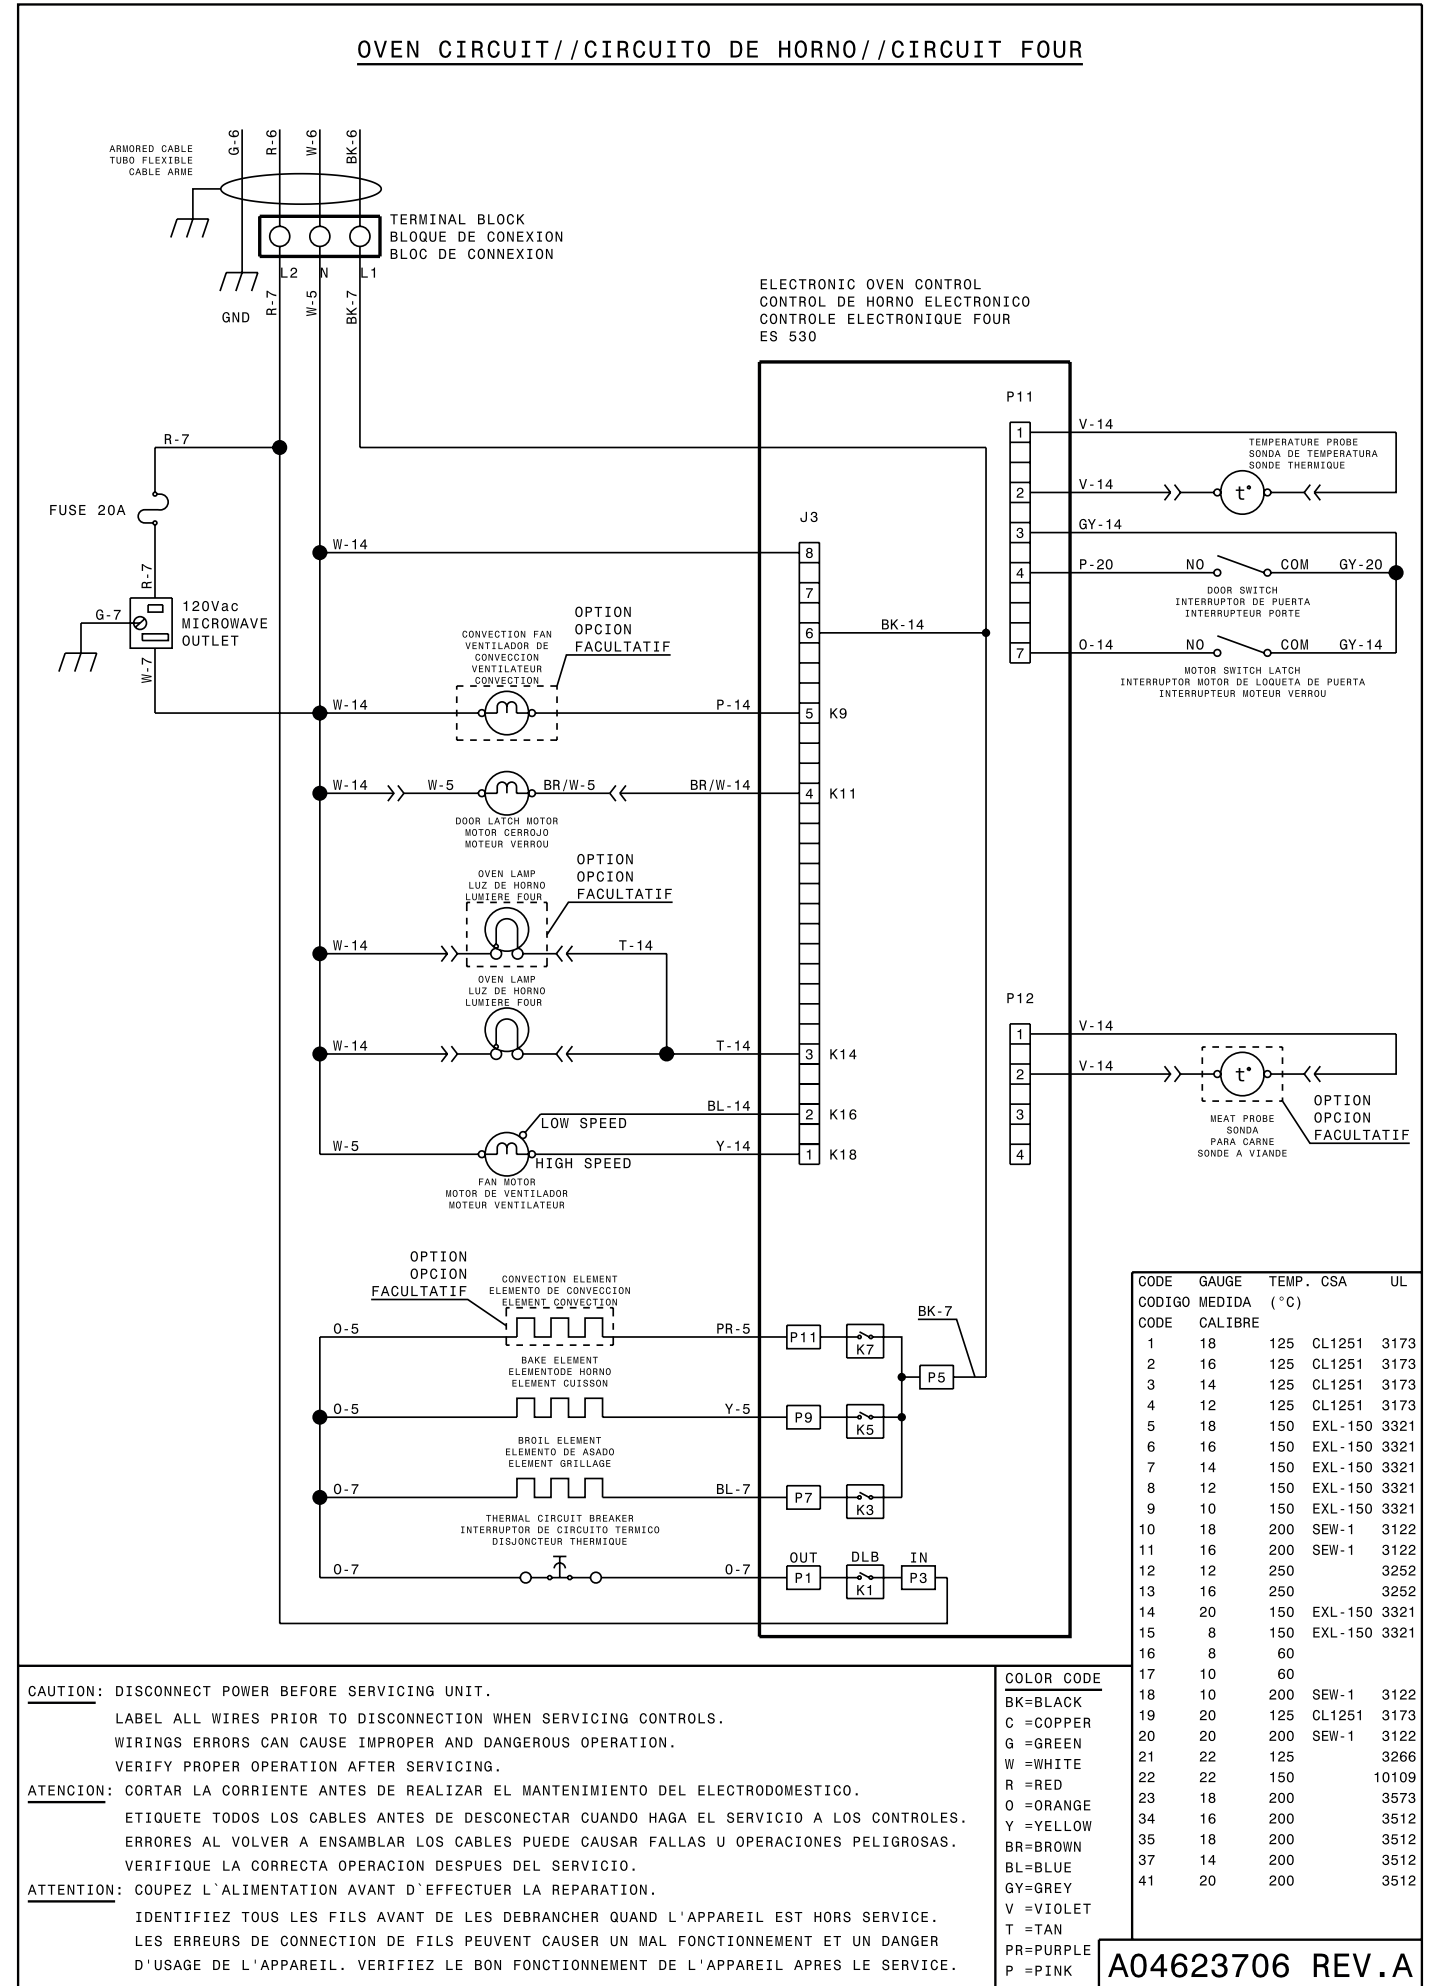 OVEN CIRCUIT//CIRCUITO DE HORNO//CIRCUIT FOUR
ARMORED CABLE
TUBO FLEXIBLE
CABLE ARME
G-6
R-6
W-6
BK-6
TERMINAL BLOCK
BLOQUE DE CONEXION
BLOC DE CONNEXION
L2
N
L1
GND
R-7
W-5
BK-7
ELECTRONIC OVEN CONTROL
CONTROL DE HORNO ELECTRONICO
CONTROLE ELECTRONIQUE FOUR
ES 530
R-7
FUSE 20A
R-7
G-7
120Vac
MICROWAVE
OUTLET
W-7
P11
1
V-14
TEMPERATURE PROBE
SONDA DE TEMPERATURA
SONDE THERMIQUE
2
V-14
t°
3
GY-14
4
P-20
NO
COM
GY-20
DOOR SWITCH
INTERRUPTOR DE PUERTA
INTERRUPTEUR PORTE
7
O-14
NO
COM
GY-14
MOTOR SWITCH LATCH
INTERRUPTOR MOTOR DE LOQUETA DE PUERTA
INTERRUPTEUR MOTEUR VERROU
J3
W-14
8
7
6
BK-14
OPTION
OPCION
FACULTATIF
CONVECTION FAN
VENTILADOR DE
CONVECCION
VENTILATEUR
CONVECTION
W-14
P-14
5
K9
W-14
W-5
BR/W-5
BR/W-14
4
K11
DOOR LATCH MOTOR
MOTOR CERROJO
MOTEUR VERROU
OPTION
OPCION
FACULTATIF
OVEN LAMP
LUZ DE HORNO
LUMIERE FOUR
W-14
T-14
OVEN LAMP
LUZ DE HORNO
LUMIERE FOUR
W-14
T-14
3
K14
BL-14
2
K16
LOW SPEED
W-5
Y-14
1
K18
HIGH SPEED
FAN MOTOR
MOTOR DE VENTILADOR
MOTEUR VENTILATEUR
P12
1
V-14
2
V-14
t°
3
4
MEAT PROBE
SONDA
PARA CARNE
SONDE A VIANDE
OPTION
OPCION
FACULTATIF
OPTION
OPCION
FACULTATIF
CONVECTION ELEMENT
ELEMENTO DE CONVECCION
ELEMENT CONVECTION
O-5
PR-5
P11
K7
BK-7
P5
BAKE ELEMENT
ELEMENTODE HORNO
ELEMENT CUISSON
O-5
Y-5
P9
K5
BROIL ELEMENT
ELEMENTO DE ASADO
ELEMENT GRILLAGE
O-7
BL-7
P7
K3
THERMAL CIRCUIT BREAKER
INTERRUPTOR DE CIRCUITO TERMICO
DISJONCTEUR THERMIQUE
O-7
O-7
OUT
P1
DLB
K1
IN
P3
CODE GAUGE TEMP. CSA UL
CODIGO MEDIDA (°C)
CODE CALIBRE
1 18 125 CL1251 3173
2 16 125 CL1251 3173
3 14 125 CL1251 3173
4 12 125 CL1251 3173
5 18 150 EXL-150 3321
6 16 150 EXL-150 3321
7 14 150 EXL-150 3321
8 12 150 EXL-150 3321
9 10 150 EXL-150 3321
10 18 200 SEW-1 3122
11 16 200 SEW-1 3122
12 12 250 3252
13 16 250 3252
14 20 150 EXL-150 3321
15 8 150 EXL-150 3321
16 8 60
17 10 60
18 10 200 SEW-1 3122
19 20 125 CL1251 3173
20 20 200 SEW-1 3122
21 22 125 3266
22 22 150 10109
23 18 200 3573
34 16 200 3512
35 18 200 3512
37 14 200 3512
41 20 200 3512
CAUTION: DISCONNECT POWER BEFORE SERVICING UNIT.
LABEL ALL WIRES PRIOR TO DISCONNECTION WHEN SERVICING CONTROLS.
WIRINGS ERRORS CAN CAUSE IMPROPER AND DANGEROUS OPERATION.
VERIFY PROPER OPERATION AFTER SERVICING.
ATENCION: CORTAR LA CORRIENTE ANTES DE REALIZAR EL MANTENIMIENTO DEL ELECTRODOMESTICO.
ETIQUETE TODOS LOS CABLES ANTES DE DESCONECTAR CUANDO HAGA EL SERVICIO A LOS CONTROLES.
ERRORES AL VOLVER A ENSAMBLAR LOS CABLES PUEDE CAUSAR FALLAS U OPERACIONES PELIGROSAS.
VERIFIQUE LA CORRECTA OPERACION DESPUES DEL SERVICIO.
ATTENTION: COUPEZ L`ALIMENTATION AVANT D`EFFECTUER LA REPARATION.
IDENTIFIEZ TOUS LES FILS AVANT DE LES DEBRANCHER QUAND L'APPAREIL EST HORS SERVICE.
LES ERREURS DE CONNECTION DE FILS PEUVENT CAUSER UN MAL FONCTIONNEMENT ET UN DANGER
D'USAGE DE L'APPAREIL. VERIFIEZ LE BON FONCTIONNEMENT DE L'APPAREIL APRES LE SERVICE.
COLOR CODE
BK=BLACK
C =COPPER
G =GREEN
W =WHITE
R =RED
O =ORANGE
Y =YELLOW
BR=BROWN
BL=BLUE
GY=GREY
V =VIOLET
T =TAN
PR=PURPLE
P =PINK
A04623706 REV.A